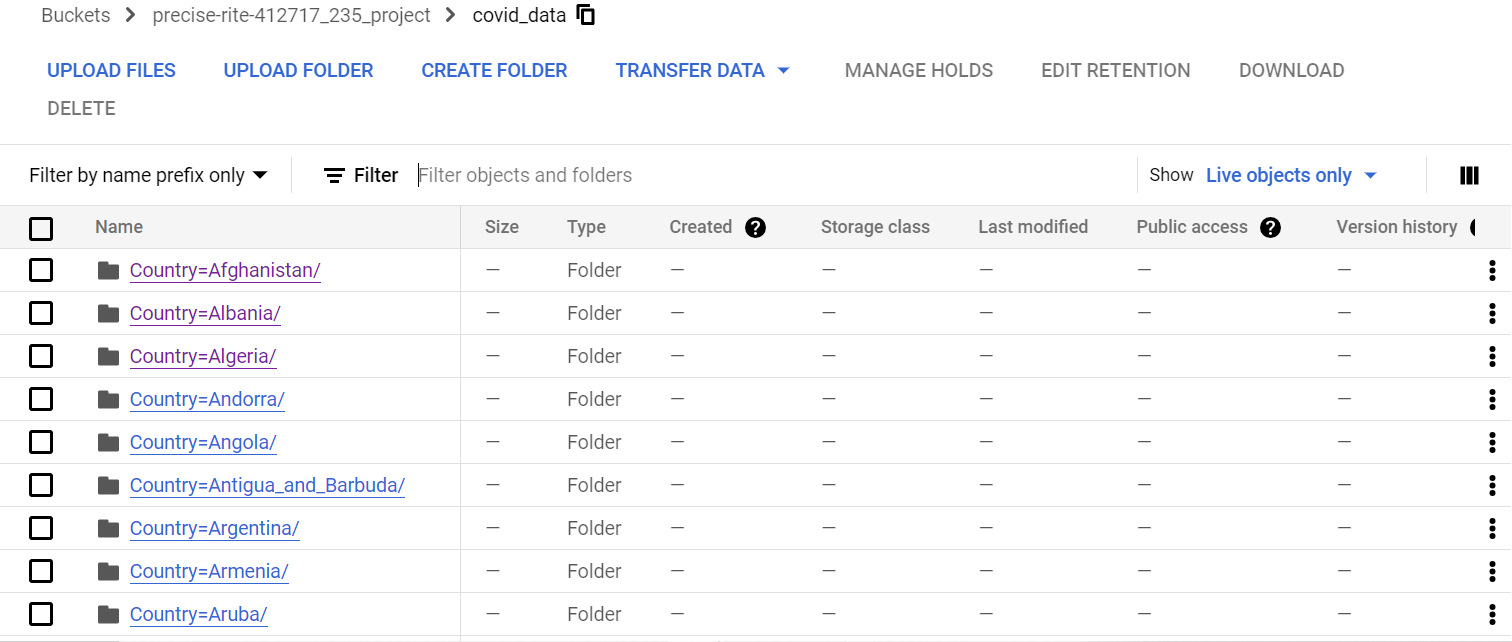 Buckets > precise-rite-412717_235_project > covid_data
UPLOAD FILES UPLOAD FOLDER CREATE FOLDER TRANSFER DATA MANAGE HOLDS EDIT RETENTION DOWNLOAD
DELETE
Filter by name prefix only Filter Filter objects and folders Show Live objects only
Name Size Type Created ? Storage class Last modified Public access ? Version history
Country=Afghanistan/ — Folder — — — — —
Country=Albania/ — Folder — — — — —
Country=Algeria/ — Folder — — — — —
Country=Andorra/ — Folder — — — — —
Country=Angola/ — Folder — — — — —
Country=Antigua_and_Barbuda/ — Folder — — — — —
Country=Argentina/ — Folder — — — — —
Country=Armenia/ — Folder — — — — —
Country=Aruba/ — Folder — — — — —